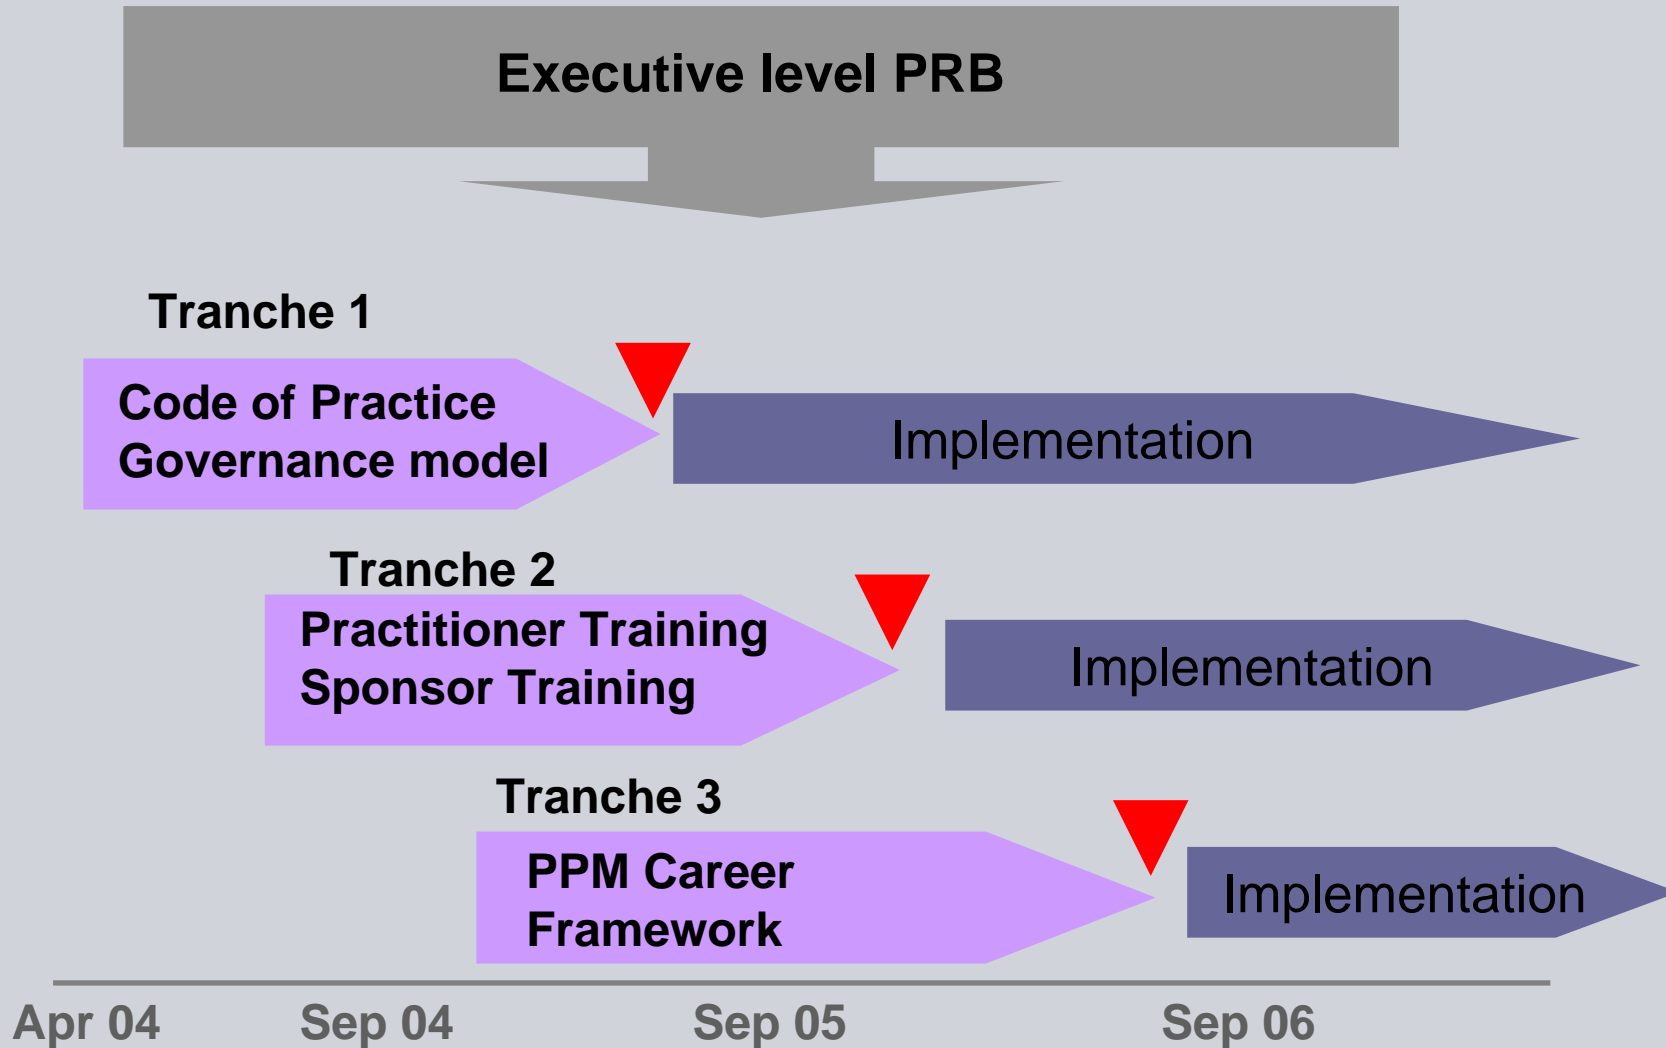 Executive level PRB
Tranche 1
Code of Practice
Governance model
Implementation
Tranche 2
Practitioner Training
Sponsor Training
Implementation
Tranche 3
PPM Career
Framework
Implementation
Apr 04 Sep 04 Sep 05 Sep 06